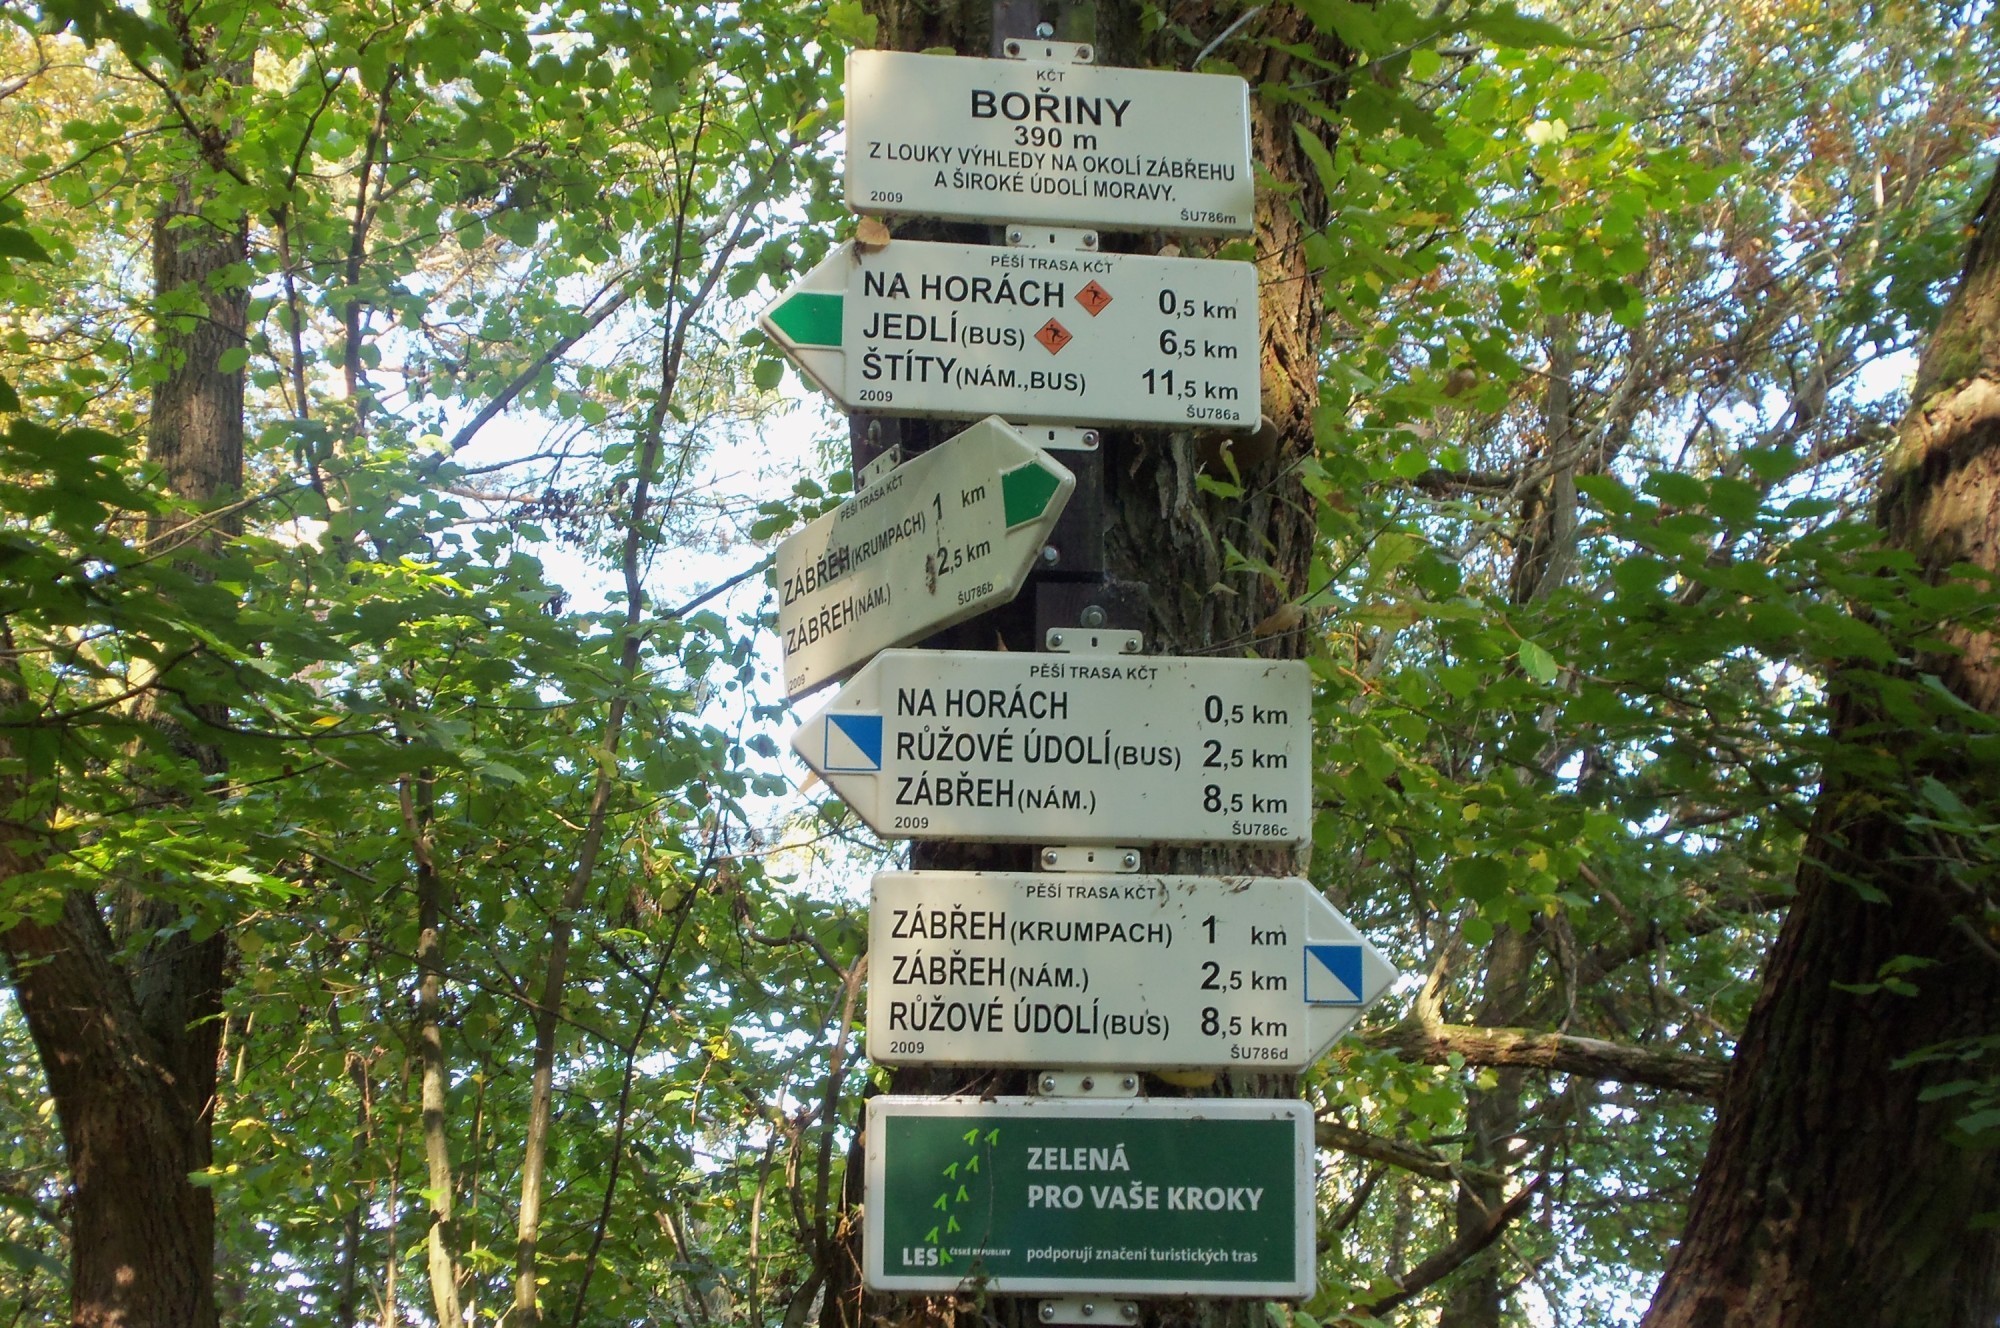 KČT
BOŘINY
390 m
Z LOUKY VÝHLEDY NA OKOLÍ ZÁBŘEHU
A ŠIROKÉ ÚDOLÍ MORAVY.
2009 ŠU786m
PĚŠÍ TRASA KČT
NA HORÁCH 0,5 km
JEDLÍ (BUS) 6,5 km
ŠTÍTY (NÁM.,BUS) 11,5 km
2009 ŠU786a
PĚŠÍ TRASA KČT
ZÁBŘEH (KRUMPACH) 1 km
ZÁBŘEH (NÁM.) 2,5 km
2009 ŠU786b
PĚŠÍ TRASA KČT
NA HORÁCH 0,5 km
RŮŽOVÉ ÚDOLÍ (BUS) 2,5 km
ZÁBŘEH (NÁM.) 8,5 km
2009 ŠU786c
PĚŠÍ TRASA KČT
ZÁBŘEH (KRUMPACH) 1 km
ZÁBŘEH (NÁM.) 2,5 km
RŮŽOVÉ ÚDOLÍ (BUS) 8,5 km
2009 ŠU786d
ZELENÁ
PRO VAŠE KROKY
LESY ČESKÉ REPUBLIKY podporují značení turistických tras